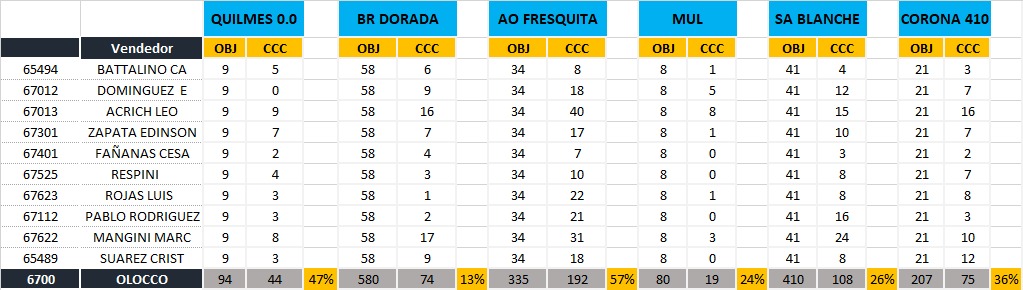 QUILMES 0.0 BR DORADA AO FRESQUITA MUL SA BLANCHE CORONA 410
Vendedor OBJ CCC OBJ CCC OBJ CCC OBJ CCC OBJ CCC OBJ CCC
65494 BATTALINO CA 9 5 58 6 34 8 8 1 41 4 21 3
67012 DOMINGUEZ E 9 0 58 9 34 18 8 5 41 12 21 7
67013 ACRICH LEO 9 9 58 16 34 40 8 8 41 15 21 16
67301 ZAPATA EDINSON 9 7 58 7 34 17 8 1 41 10 21 7
67401 FAÑANAS CESA 9 2 58 4 34 7 8 0 41 3 21 2
67525 RESPINI 9 4 58 3 34 10 8 0 41 8 21 7
67623 ROJAS LUIS 9 3 58 1 34 22 8 1 41 8 21 8
67112 PABLO RODRIGUEZ 9 3 58 2 34 21 8 0 41 16 21 3
67622 MANGINI MARC 9 8 58 17 34 31 8 3 41 24 21 10
65489 SUAREZ CRIST 9 3 58 9 34 18 8 0 41 8 21 12
6700 OLOCCO 94 44 47% 580 74 13% 335 192 57% 80 19 24% 410 108 26% 207 75 36%